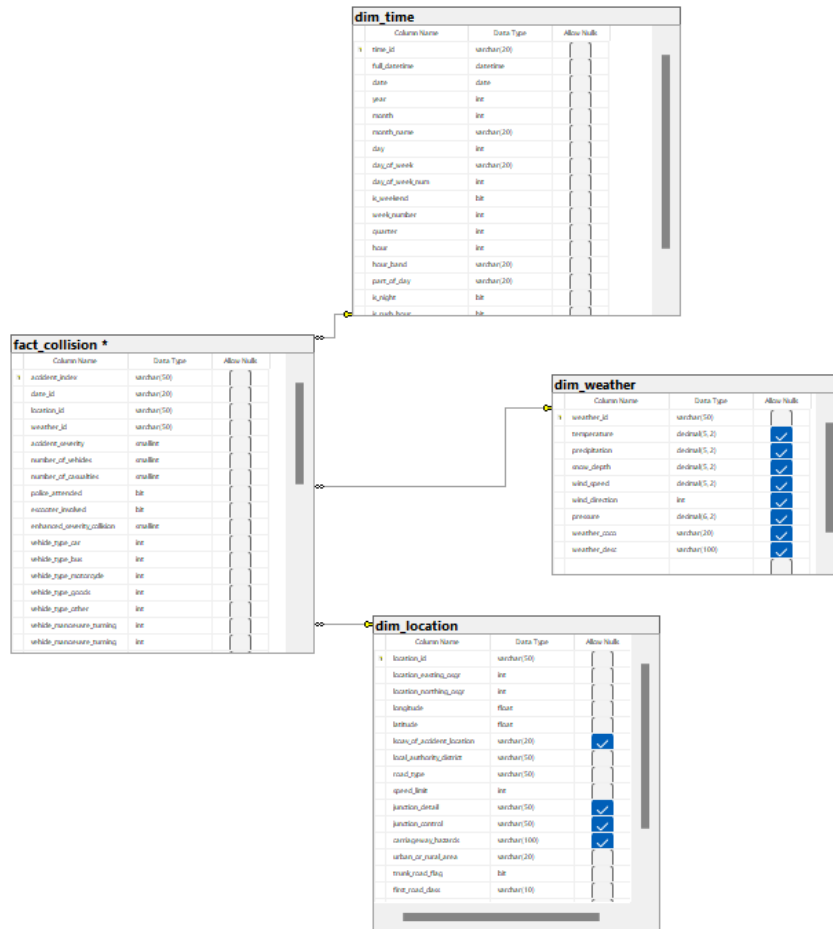 dim_time
Column Name Data Type Allow Nulls
time_id varchar(20)
full_datetime datetime
date date
year int
month int
month_name varchar(20)
day int
day_of_week varchar(20)
day_of_week_num int
is_weekend bit
week_number int
quarter int
hour int
hour_band varchar(20)
part_of_day varchar(20)
is_night bit
is_rush_hour bit
fact_collision *
Column Name Data Type Allow Nulls
accident_index varchar(50)
date_id varchar(20)
location_id varchar(50)
weather_id varchar(50)
accident_severity smallint
number_of_vehicles smallint
number_of_casualties smallint
police_attended bit
escooter_involved bit
enhanced_severity_collision smallint
vehicle_type_car int
vehicle_type_bus int
vehicle_type_motorcycle int
vehicle_type_goods int
vehicle_type_other int
vehicle_manoeuvre_turning int
vehicle_manoeuvre_turning int
dim_weather
Column Name Data Type Allow Nulls
weather_id varchar(50)
temperature decimal(5, 2)
precipitation decimal(5, 2)
snow_depth decimal(5, 2)
wind_speed decimal(5, 2)
wind_direction int
pressure decimal(6, 2)
weather_coco varchar(20)
weather_desc varchar(100)
dim_location
Column Name Data Type Allow Nulls
location_id varchar(50)
location_easting_osgr int
location_northing_osgr int
longitude float
latitude float
lsoav_of_accident_location varchar(20)
local_authority_district varchar(50)
road_type varchar(50)
speed_limit int
junction_detail varchar(50)
junction_control varchar(50)
carriageway_hazards varchar(100)
urban_or_rural_area varchar(20)
trunk_road_flag bit
first_road_class varchar(10)